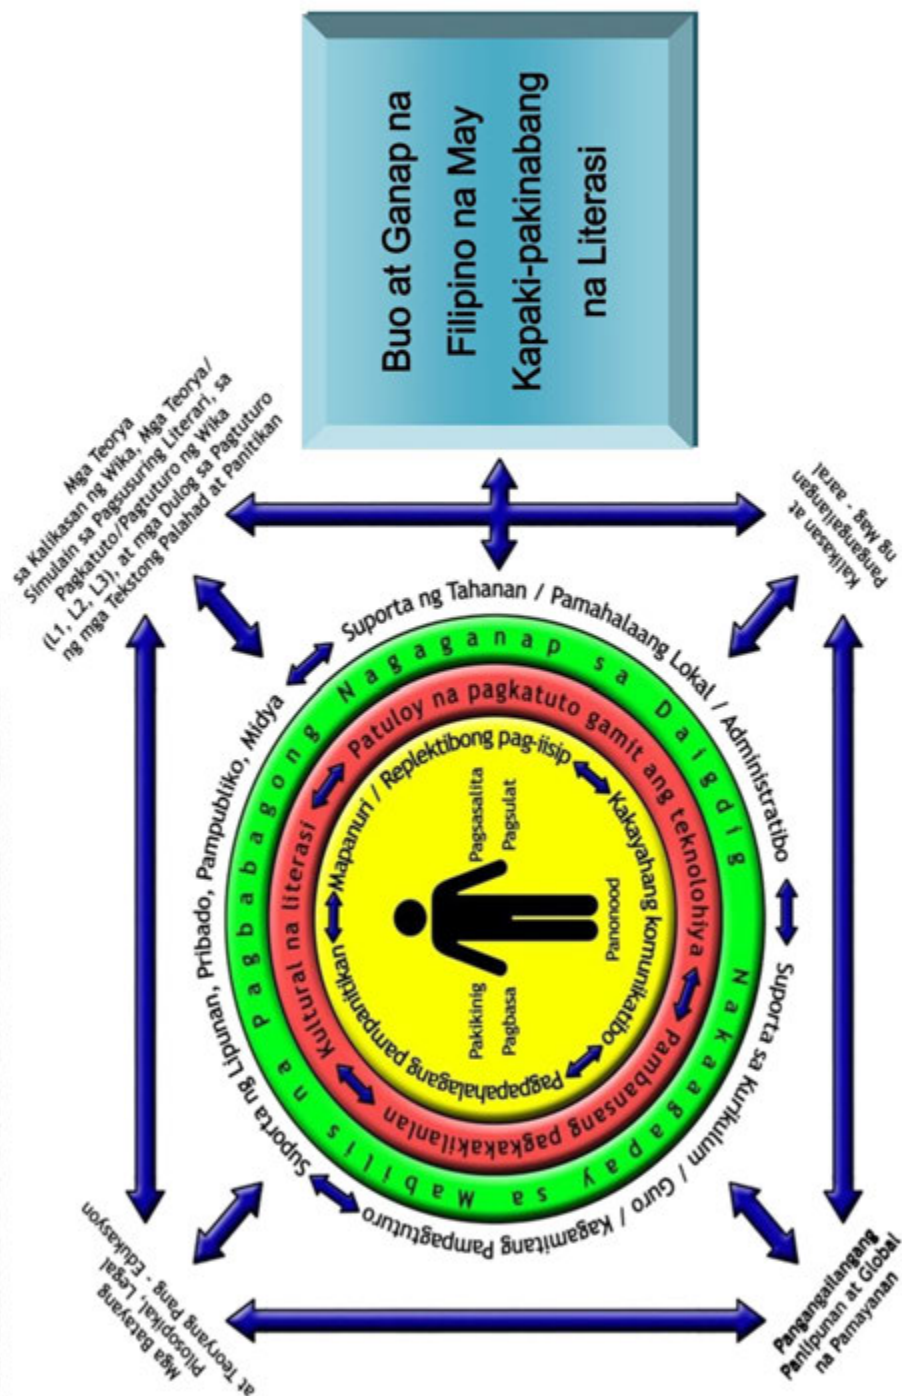 Buo at Ganap na
Filipino na May
Kapaki-pakinabang
na Literasi
Mga Teorya
sa Kalikasan ng Wika, Mga Teorya/
Simulain sa Pagsusuring Literari, sa
Pagkatuto/Pagtuturo ng Wika
(L1, L2, L3), at mga Dulog sa Pagtuturo
ng mga Tekstong Palahad at Panitikan
Kalikasan at
Pangangailangan
ng Mag - aaral
Suporta ng Tahanan / Pamahalaang Lokal / Administratibo
Suporta sa Kurikulum / Guro / Kagamitang Pampagtuturo
Suporta ng Lipunan, Pribado, Pampubliko, Midya
Nakaagapay sa Mabilis na Pagbabagong Nagaganap sa Daigdig
Patuloy na pagkatuto gamit ang teknolohiya
Pambansang pagkakakilanlan
Kultural na literasi
Mapanuri / Replektibong pag-iisip
Kakayahang komunikatibo
Pagpapahalagang pampanitikan
Pakikinig
Pagbasa
Pagsasalita
Pagsulat
Panonood
Mga Batayang
Pilosopikal, Legal
at Teoryang Pang - Edukasyon
Pangangailangang
Panlipunan at Global
na Pamayanan